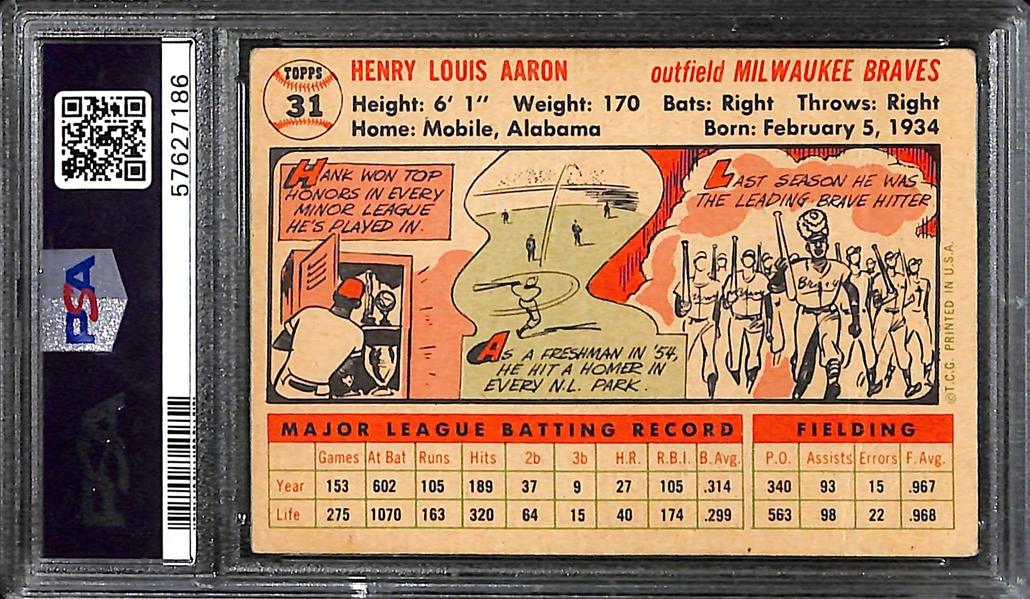 57627186
PSA
PSA
TOPPS
31
HENRY LOUIS AARON outfield MILWAUKEE BRAVES
Height: 6' 1" Weight: 170 Bats: Right Throws: Right
Home: Mobile, Alabama Born: February 5, 1934
HANK WON TOP
HONORS IN EVERY
MINOR LEAGUE
HE'S PLAYED IN.
AS A FRESHMAN IN '54,
HE HIT A HOMER IN
EVERY N.L. PARK.
LAST SEASON HE WAS
THE LEADING BRAVE HITTER
Braves
© T.C.G. PRINTED IN U.S.A.
MAJOR LEAGUE BATTING RECORD FIELDING
Games At Bat Runs Hits 2b 3b H.R. R.B.I. B. Avg. P.O. Assists Errors F. Avg.
Year 153 602 105 189 37 9 27 105 .314 340 93 15 .967
Life 275 1070 163 320 64 15 40 174 .299 563 98 22 .968